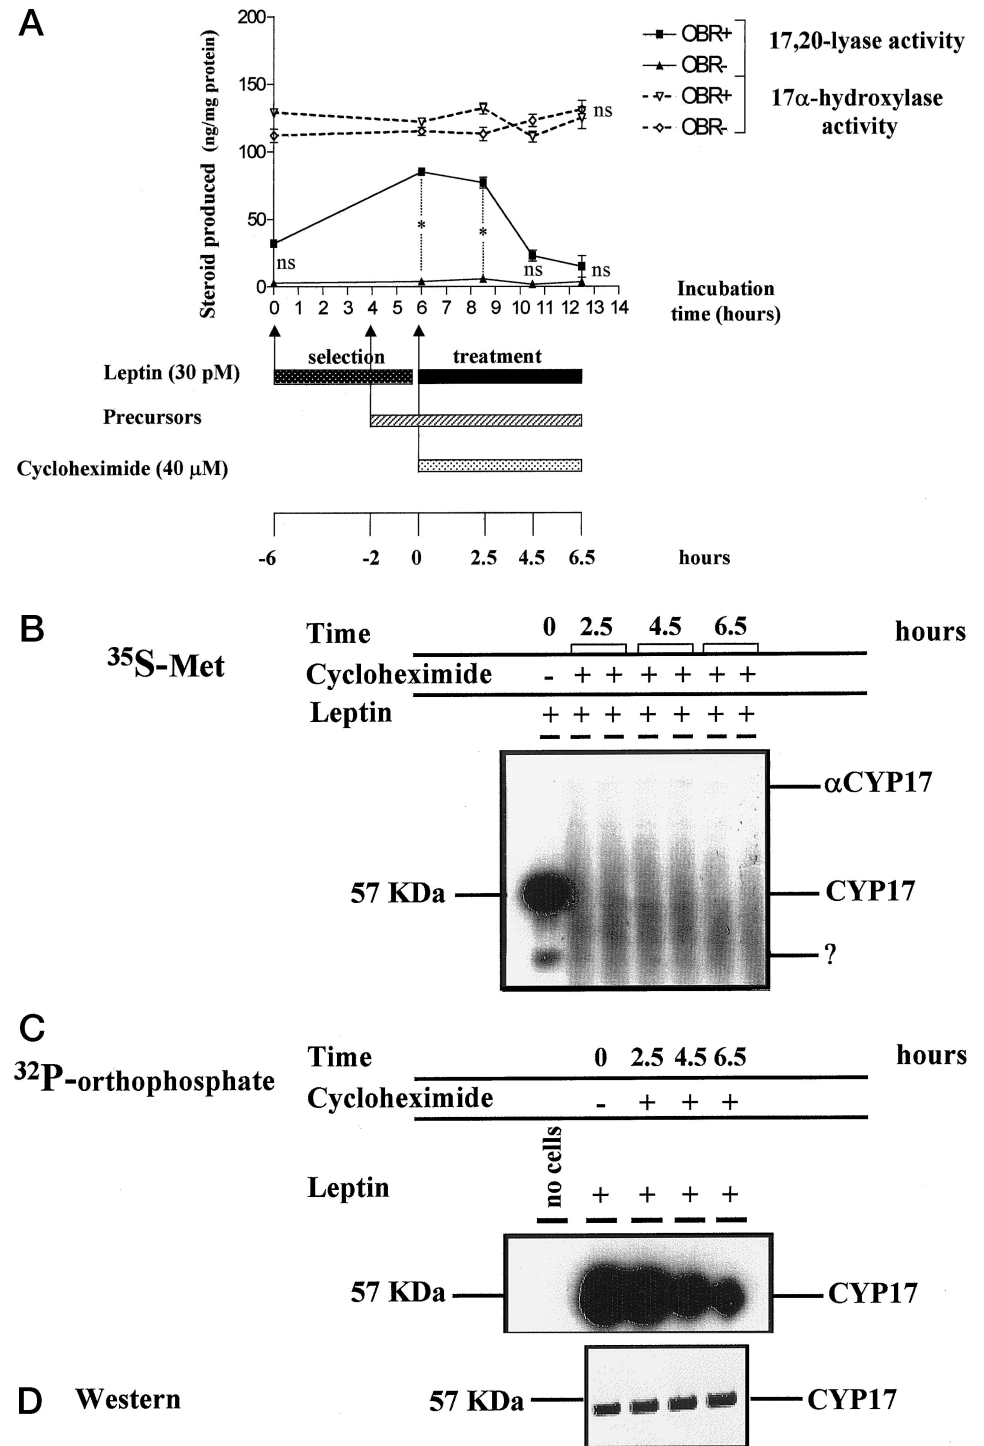 A
Steroid produced (ng/mg protein)
200
150
100
50
0
ns
ns
*
*
ns
ns
0 1 2 3 4 5 6 7 8 9 10 11 12 13 14
Incubation
time (hours)
OBR+
OBR-
17,20-lyase activity
OBR+
OBR-
17α-hydroxylase
activity
selection treatment
Leptin (30 pM)
Precursors
Cycloheximide (40 μM)
-6 -2 0 2.5 4.5 6.5 hours
B
35S-Met
Time 0 2.5 4.5 6.5 hours
Cycloheximide - + + + + + +
Leptin + + + + + + +
αCYP17
57 KDa CYP17
?
C
32P-orthophosphate
Time 0 2.5 4.5 6.5 hours
Cycloheximide - + + +
no cells
Leptin + + + +
57 KDa CYP17
D Western 57 KDa CYP17